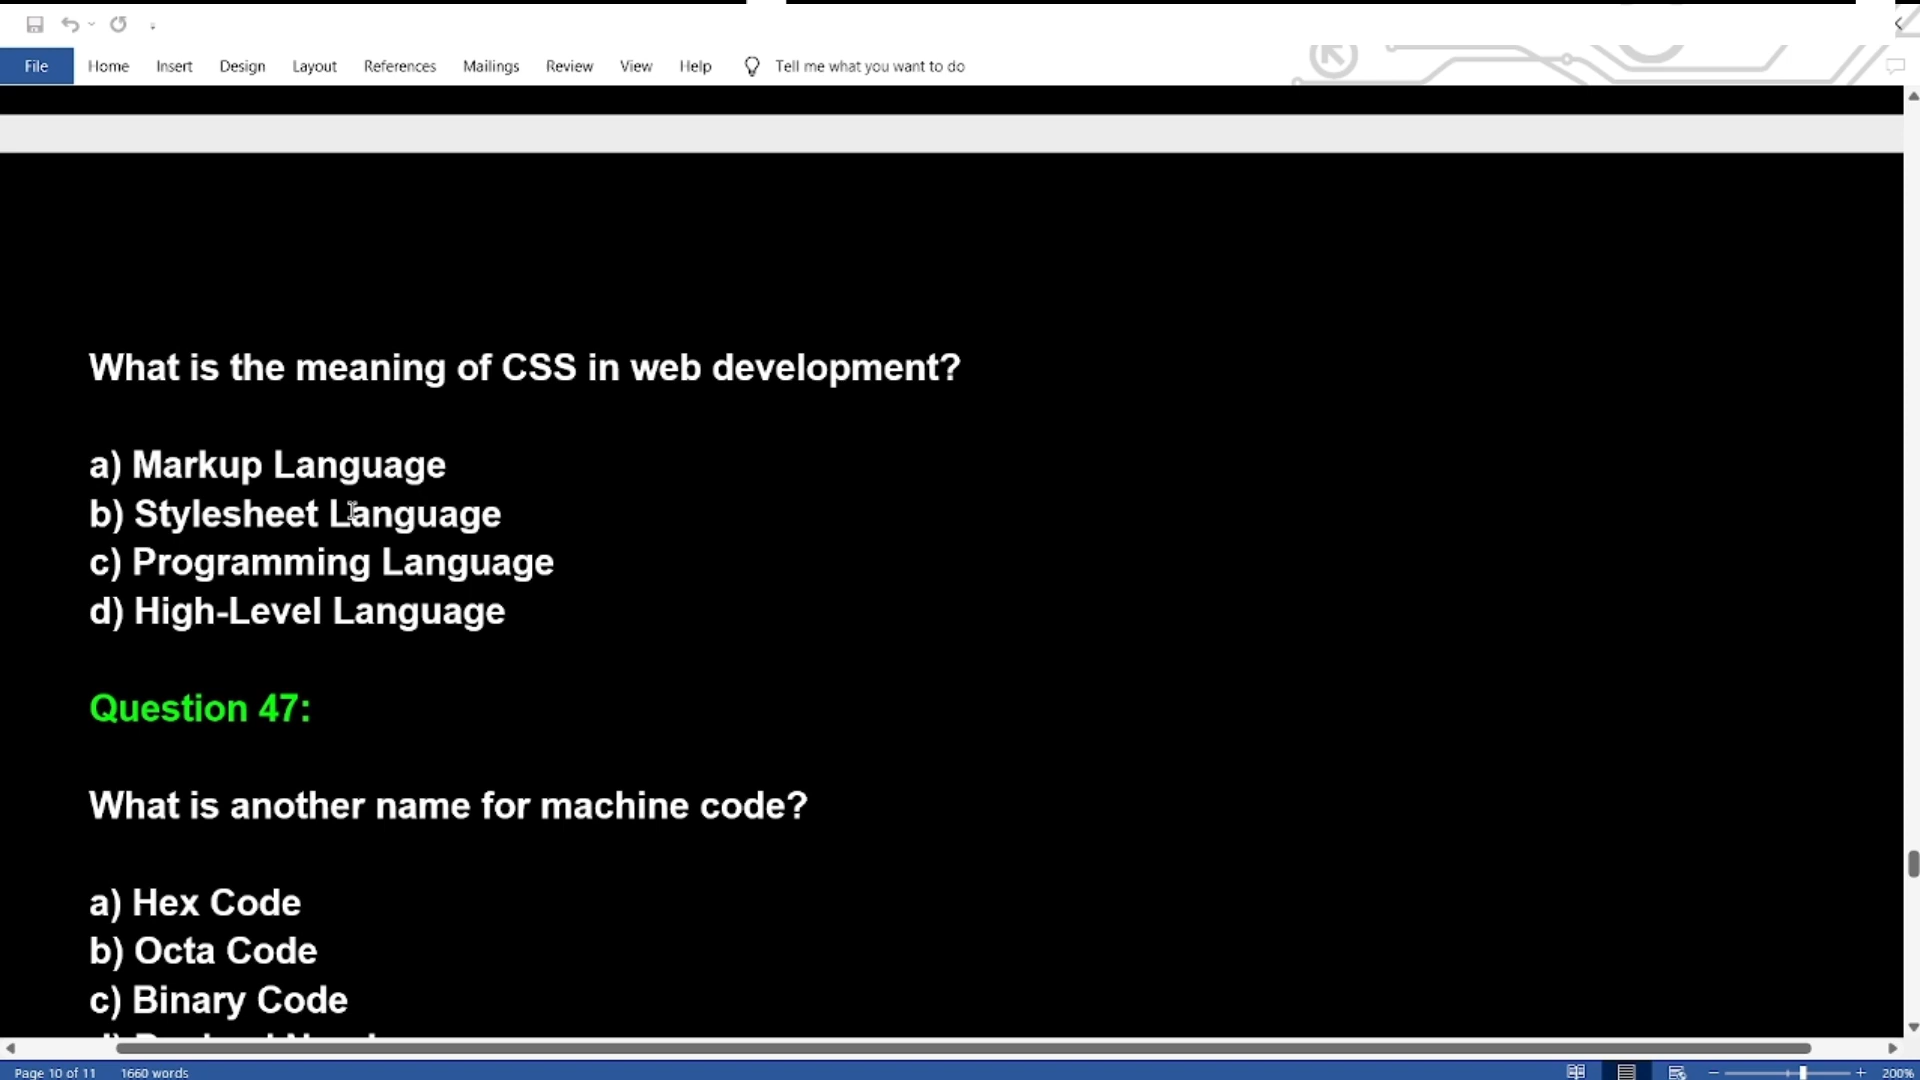 File Home Insert Design Layout References Mailings Review View Help Tell me what you want to do
What is the meaning of CSS in web development?
a) Markup Language
b) Stylesheet Language
c) Programming Language
d) High-Level Language
Question 47:
What is another name for machine code?
a) Hex Code
b) Octa Code
c) Binary Code
Page 10 of 11 1660 words 200%